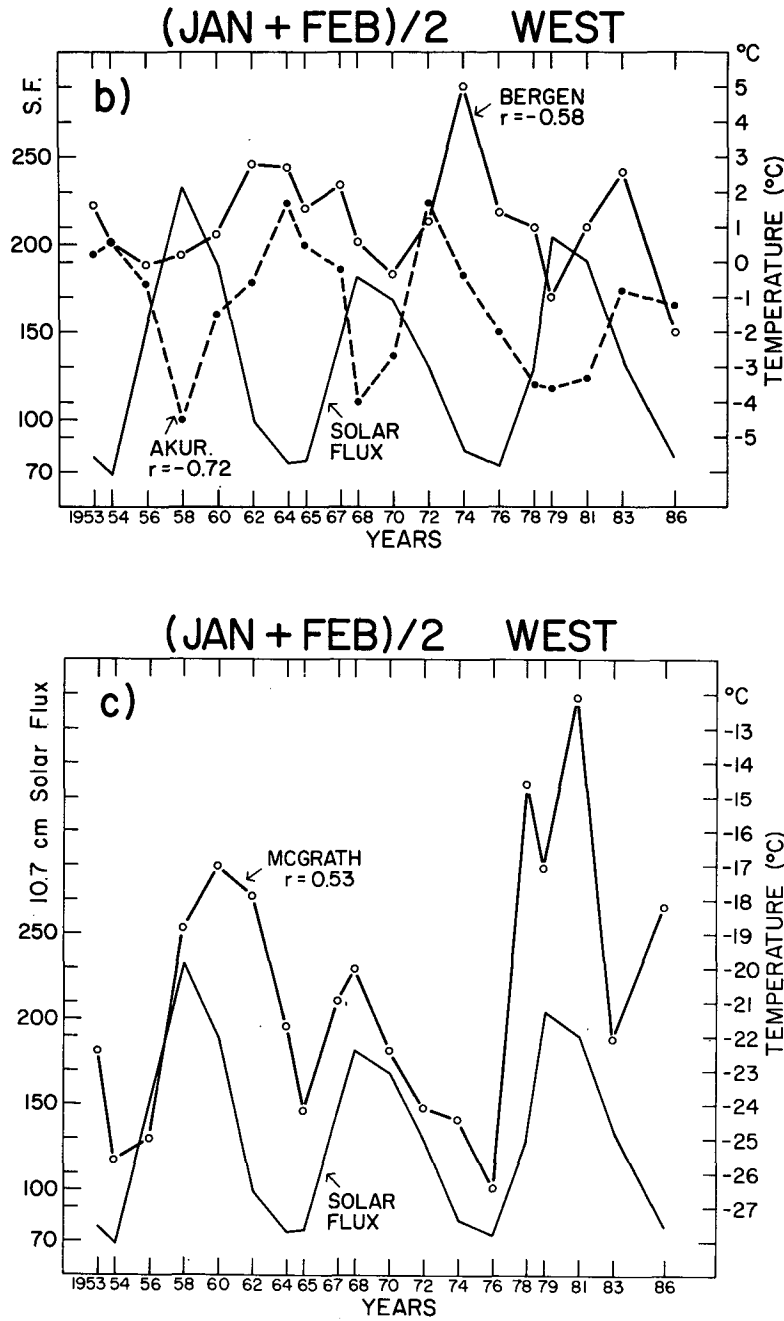 (JAN + FEB)/2 WEST
b)
S.F.
250
200
150
100
70
°C
5
4
3
2
1
0
-1
-2
-3
-4
-5
TEMPERATURE (°C)
BERGEN
r=-0.58
AKUR.
r=-0.72
SOLAR
FLUX
1953 54 56 58 60 62 64 65 67 68 70 72 74 76 78 79 81 83 86
YEARS
(JAN + FEB)/2 WEST
c)
10.7 cm Solar Flux
250
200
150
100
70
°C
-13
-14
-15
-16
-17
-18
-19
-20
-21
-22
-23
-24
-25
-26
-27
TEMPERATURE (°C)
MCGRATH
r=0.53
SOLAR
FLUX
1953 54 56 58 60 62 64 65 67 68 70 72 74 76 78 79 81 83 86
YEARS